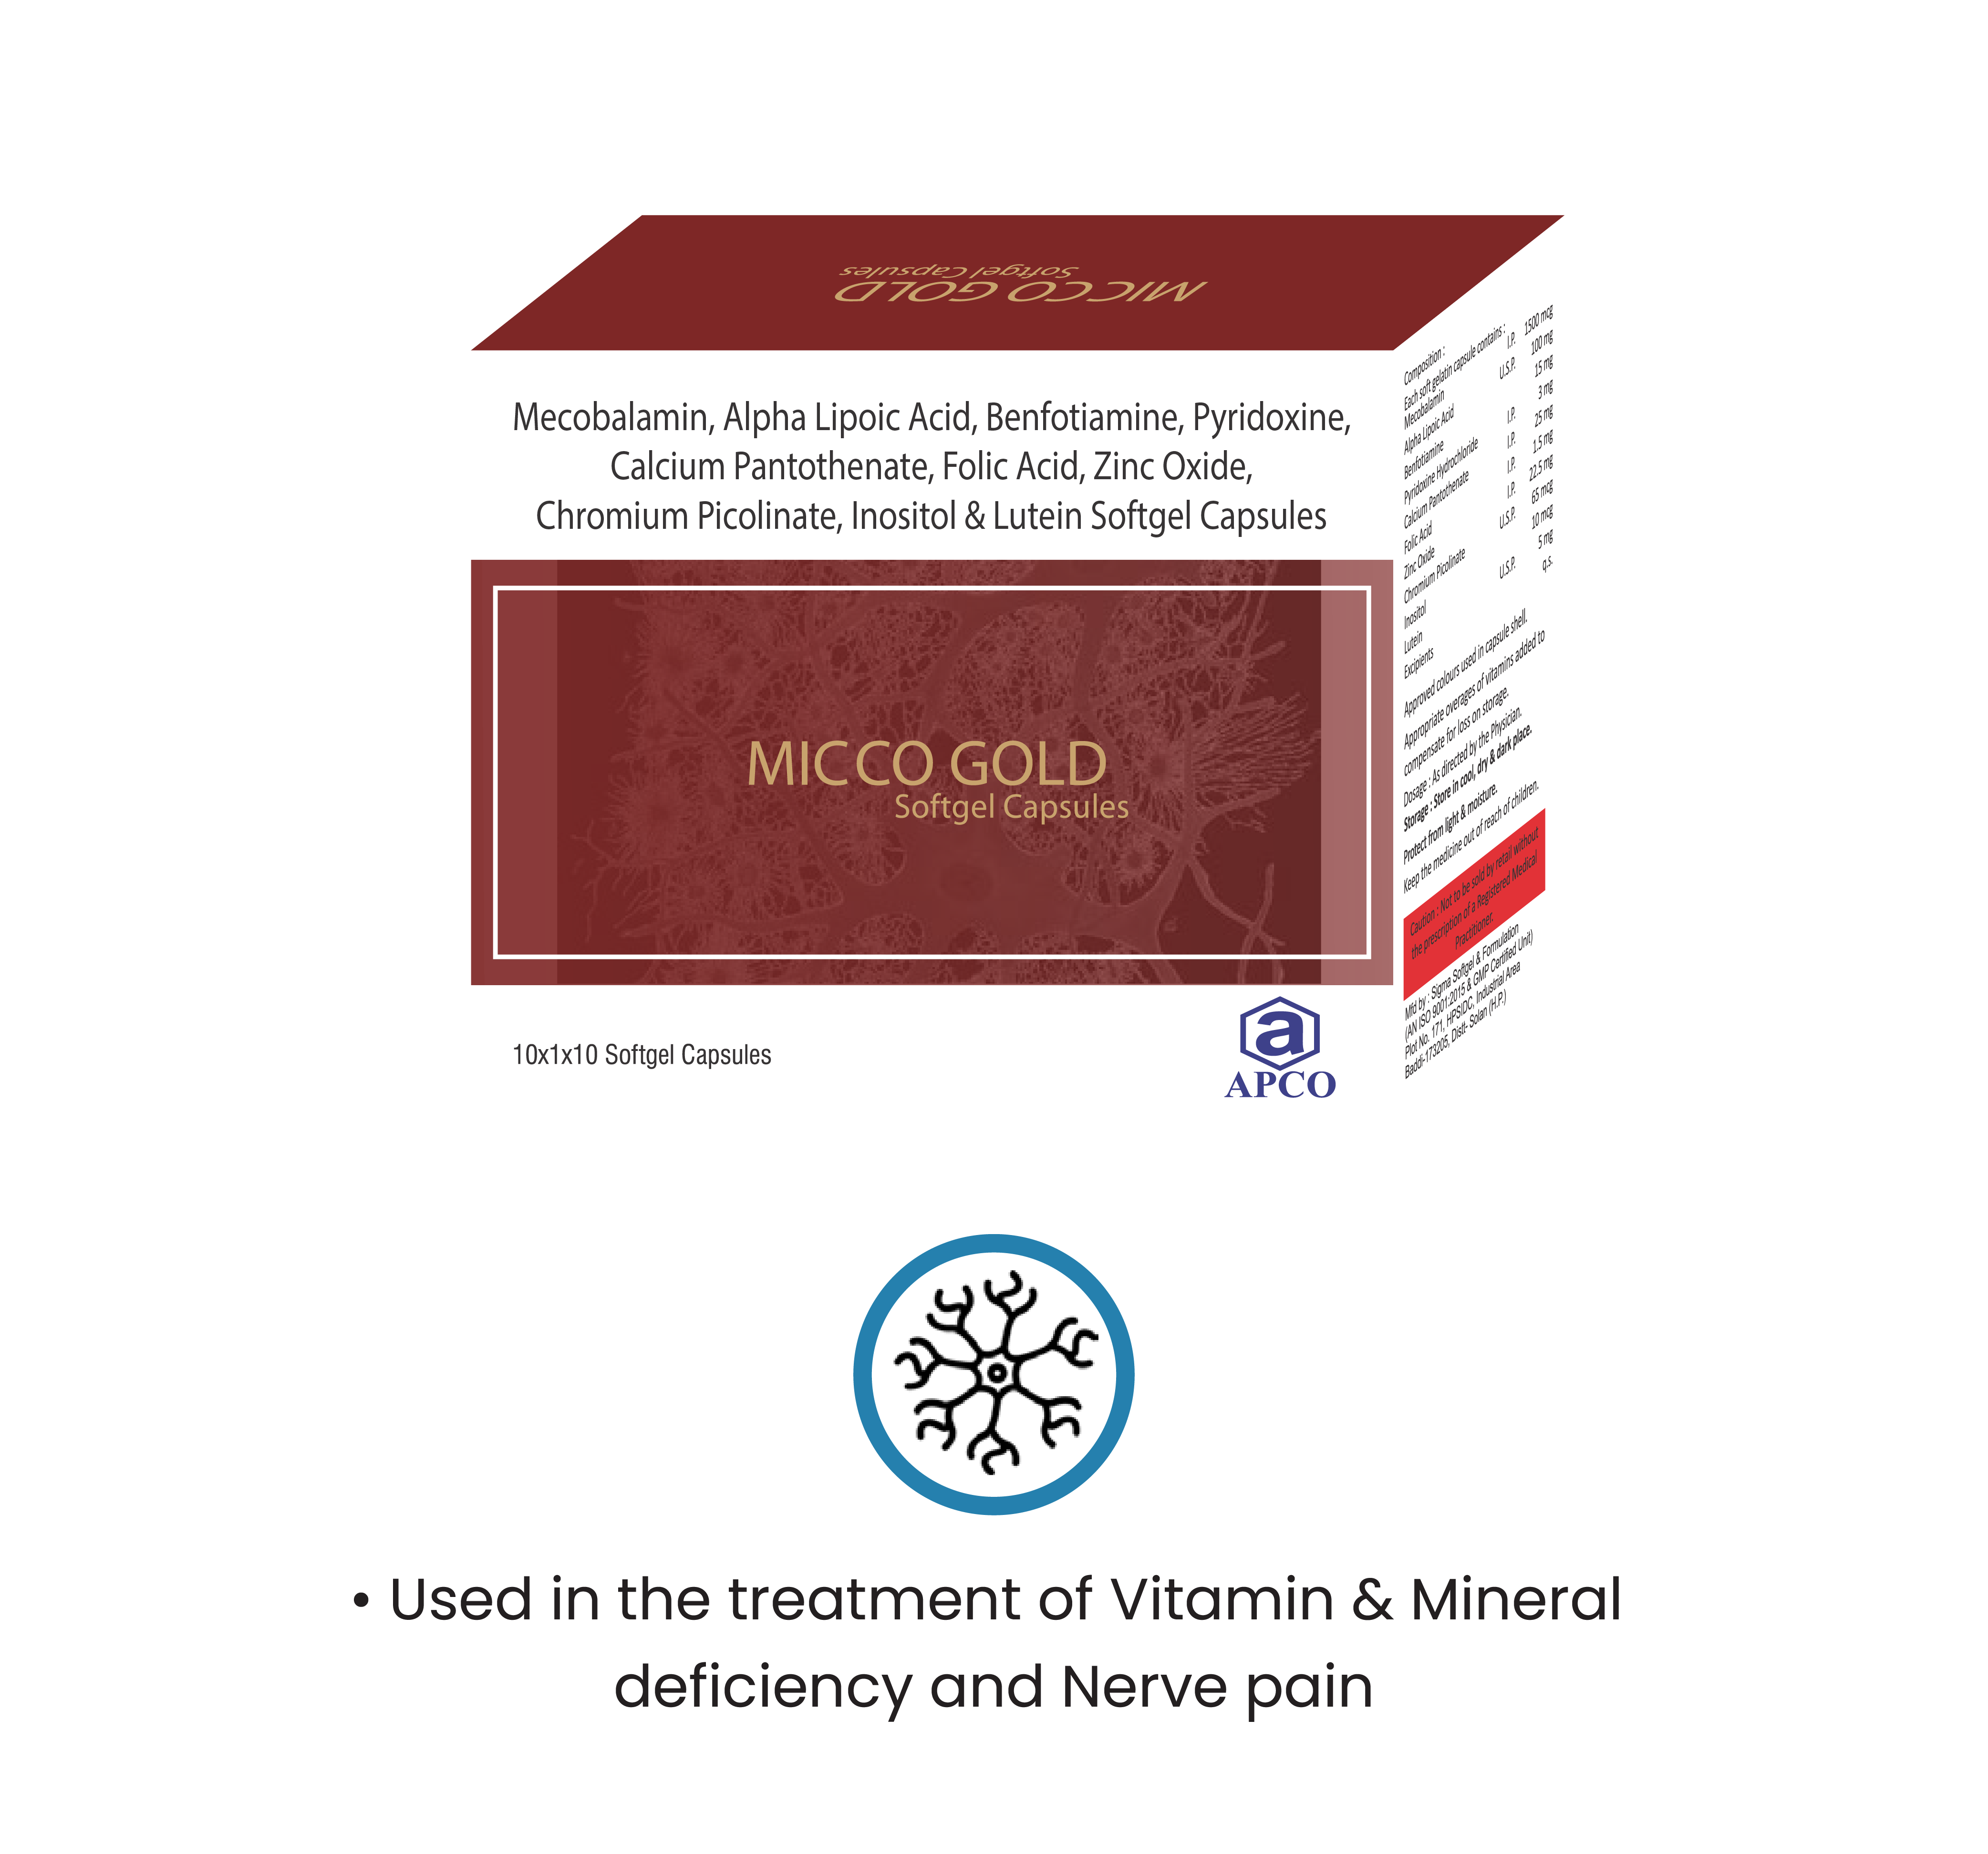 MICCO GOLD
Softgel Capsules
Mecobalamin, Alpha Lipoic Acid, Benfotiamine, Pyridoxine,
Calcium Pantothenate, Folic Acid, Zinc Oxide,
Chromium Picolinate, Inositol & Lutein Softgel Capsules
MICCO GOLD
Softgel Capsules
10x1x10 Softgel Capsules
a
APCO
Composition :
Each soft gelatin capsule contains :
Mecobalamin I.P. 1500 mcg
Alpha Lipoic Acid U.S.P. 100 mg
Benfotiamine 15 mg
Pyridoxine Hydrochloride I.P. 3 mg
Calcium Pantothenate I.P. 25 mg
Folic Acid I.P. 1.5 mg
Zinc Oxide I.P. 22.5 mg
Chromium Picolinate U.S.P. 65 mcg
Inositol 10 mcg
Lutein U.S.P. 5 mg
Excipients q.s.
Approved colours used in capsule shell.
Appropriate overages of vitamins added to
compensate for loss on storage.
Dosage : As directed by the Physician.
Storage : Store in cool, dry & dark place.
Protect from light & moisture.
Keep the medicine out of reach of children.
Caution : Not to be sold by retail without
the prescription of a Registered Medical
Practitioner.
Mfd by : Sigma Softgel & Formulation
(AN ISO 9001:2015 & GMP Certified Unit)
Plot No. 171, HPSIDC, Industrial Area
Baddi-173205, Distt- Solan (H.P.)
• Used in the treatment of Vitamin & Mineral
deficiency and Nerve pain